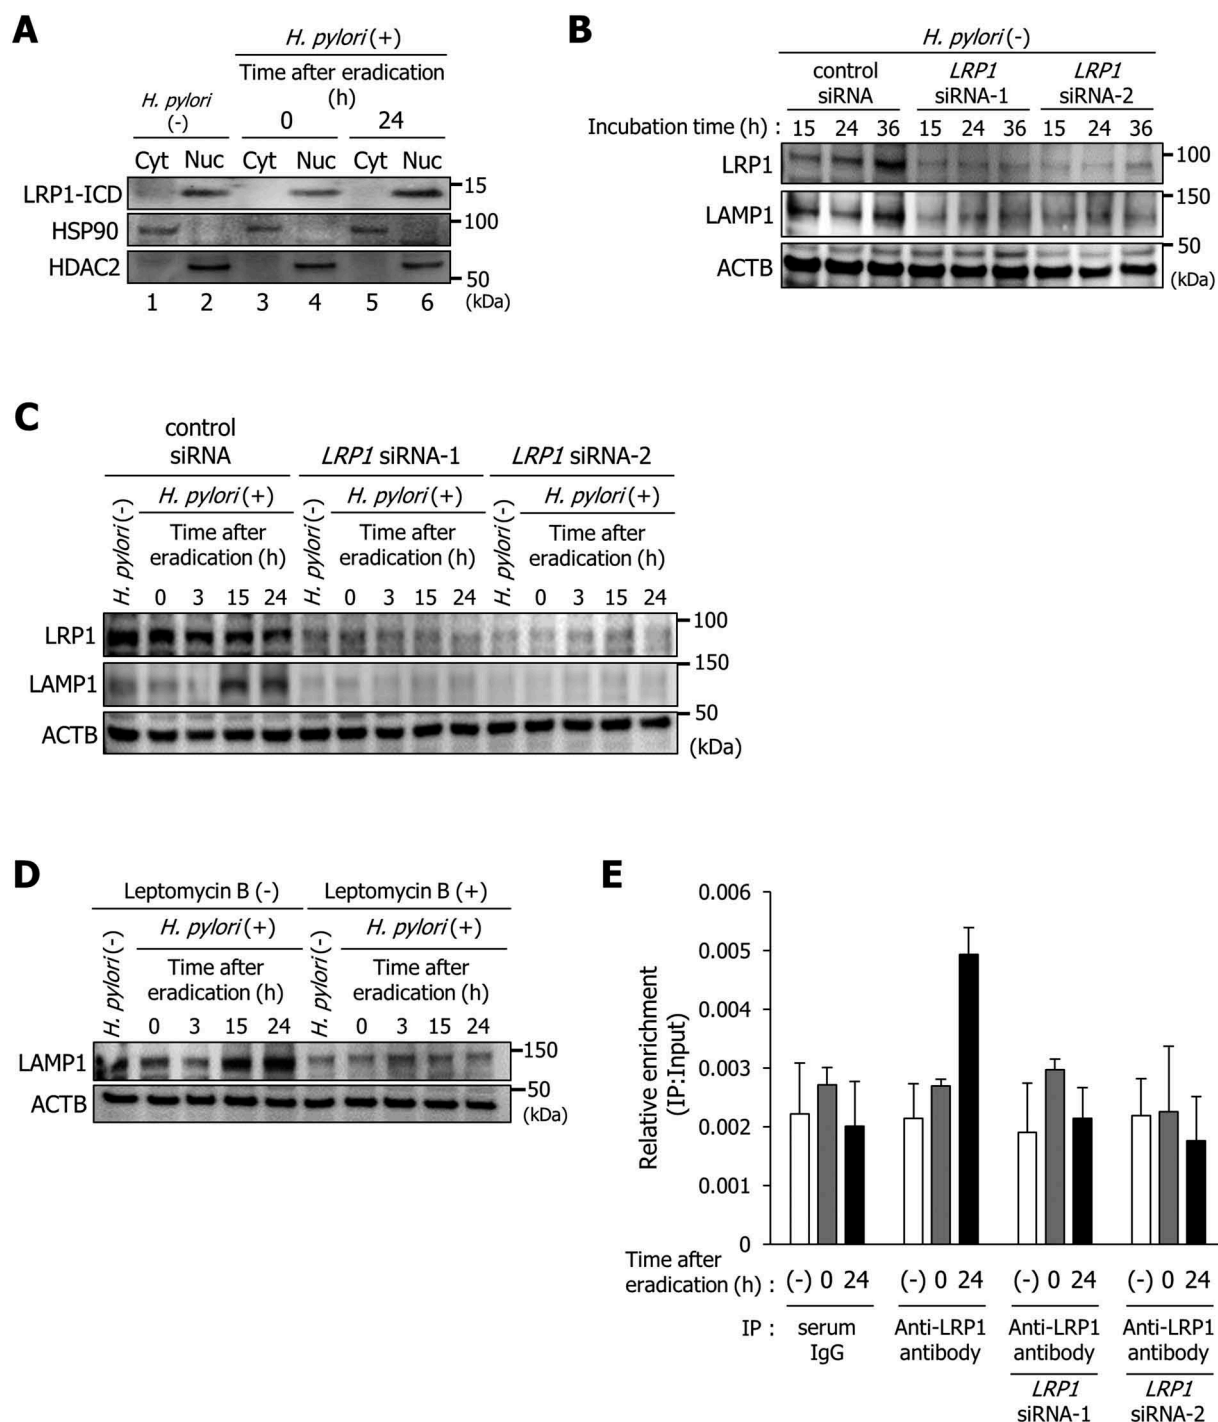 A
H. pylori (+)
Time after eradication
(h)
H. pylori
(-)
0 24
Cyt Nuc Cyt Nuc Cyt Nuc
LRP1-ICD 15
HSP90 100
HDAC2 50
1 2 3 4 5 6 (kDa)
B
H. pylori (-)
control
siRNA
LRP1
siRNA-1
LRP1
siRNA-2
Incubation time (h) : 15 24 36 15 24 36 15 24 36
LRP1 100
LAMP1 150
ACTB 50
(kDa)
C
control
siRNA
LRP1 siRNA-1
LRP1 siRNA-2
H. pylori (-)
H. pylori (+)
Time after
eradication (h)
0 3 15 24
H. pylori (-)
H. pylori (+)
Time after
eradication (h)
0 3 15 24
H. pylori (-)
H. pylori (+)
Time after
eradication (h)
0 3 15 24
LRP1 100
LAMP1 150
ACTB 50
(kDa)
D
Leptomycin B (-) Leptomycin B (+)
H. pylori (-)
H. pylori (+)
Time after
eradication (h)
0 3 15 24
H. pylori (-)
H. pylori (+)
Time after
eradication (h)
0 3 15 24
LAMP1 150
ACTB 50
(kDa)
E
Relative enrichment
(IP:Input)
0.006
0.005
0.004
0.003
0.002
0.001
0
Time after
eradication (h) : (-) 0 24 (-) 0 24 (-) 0 24 (-) 0 24
IP :
serum
IgG
Anti-LRP1
antibody
Anti-LRP1
antibody
LRP1
siRNA-1
Anti-LRP1
antibody
LRP1
siRNA-2